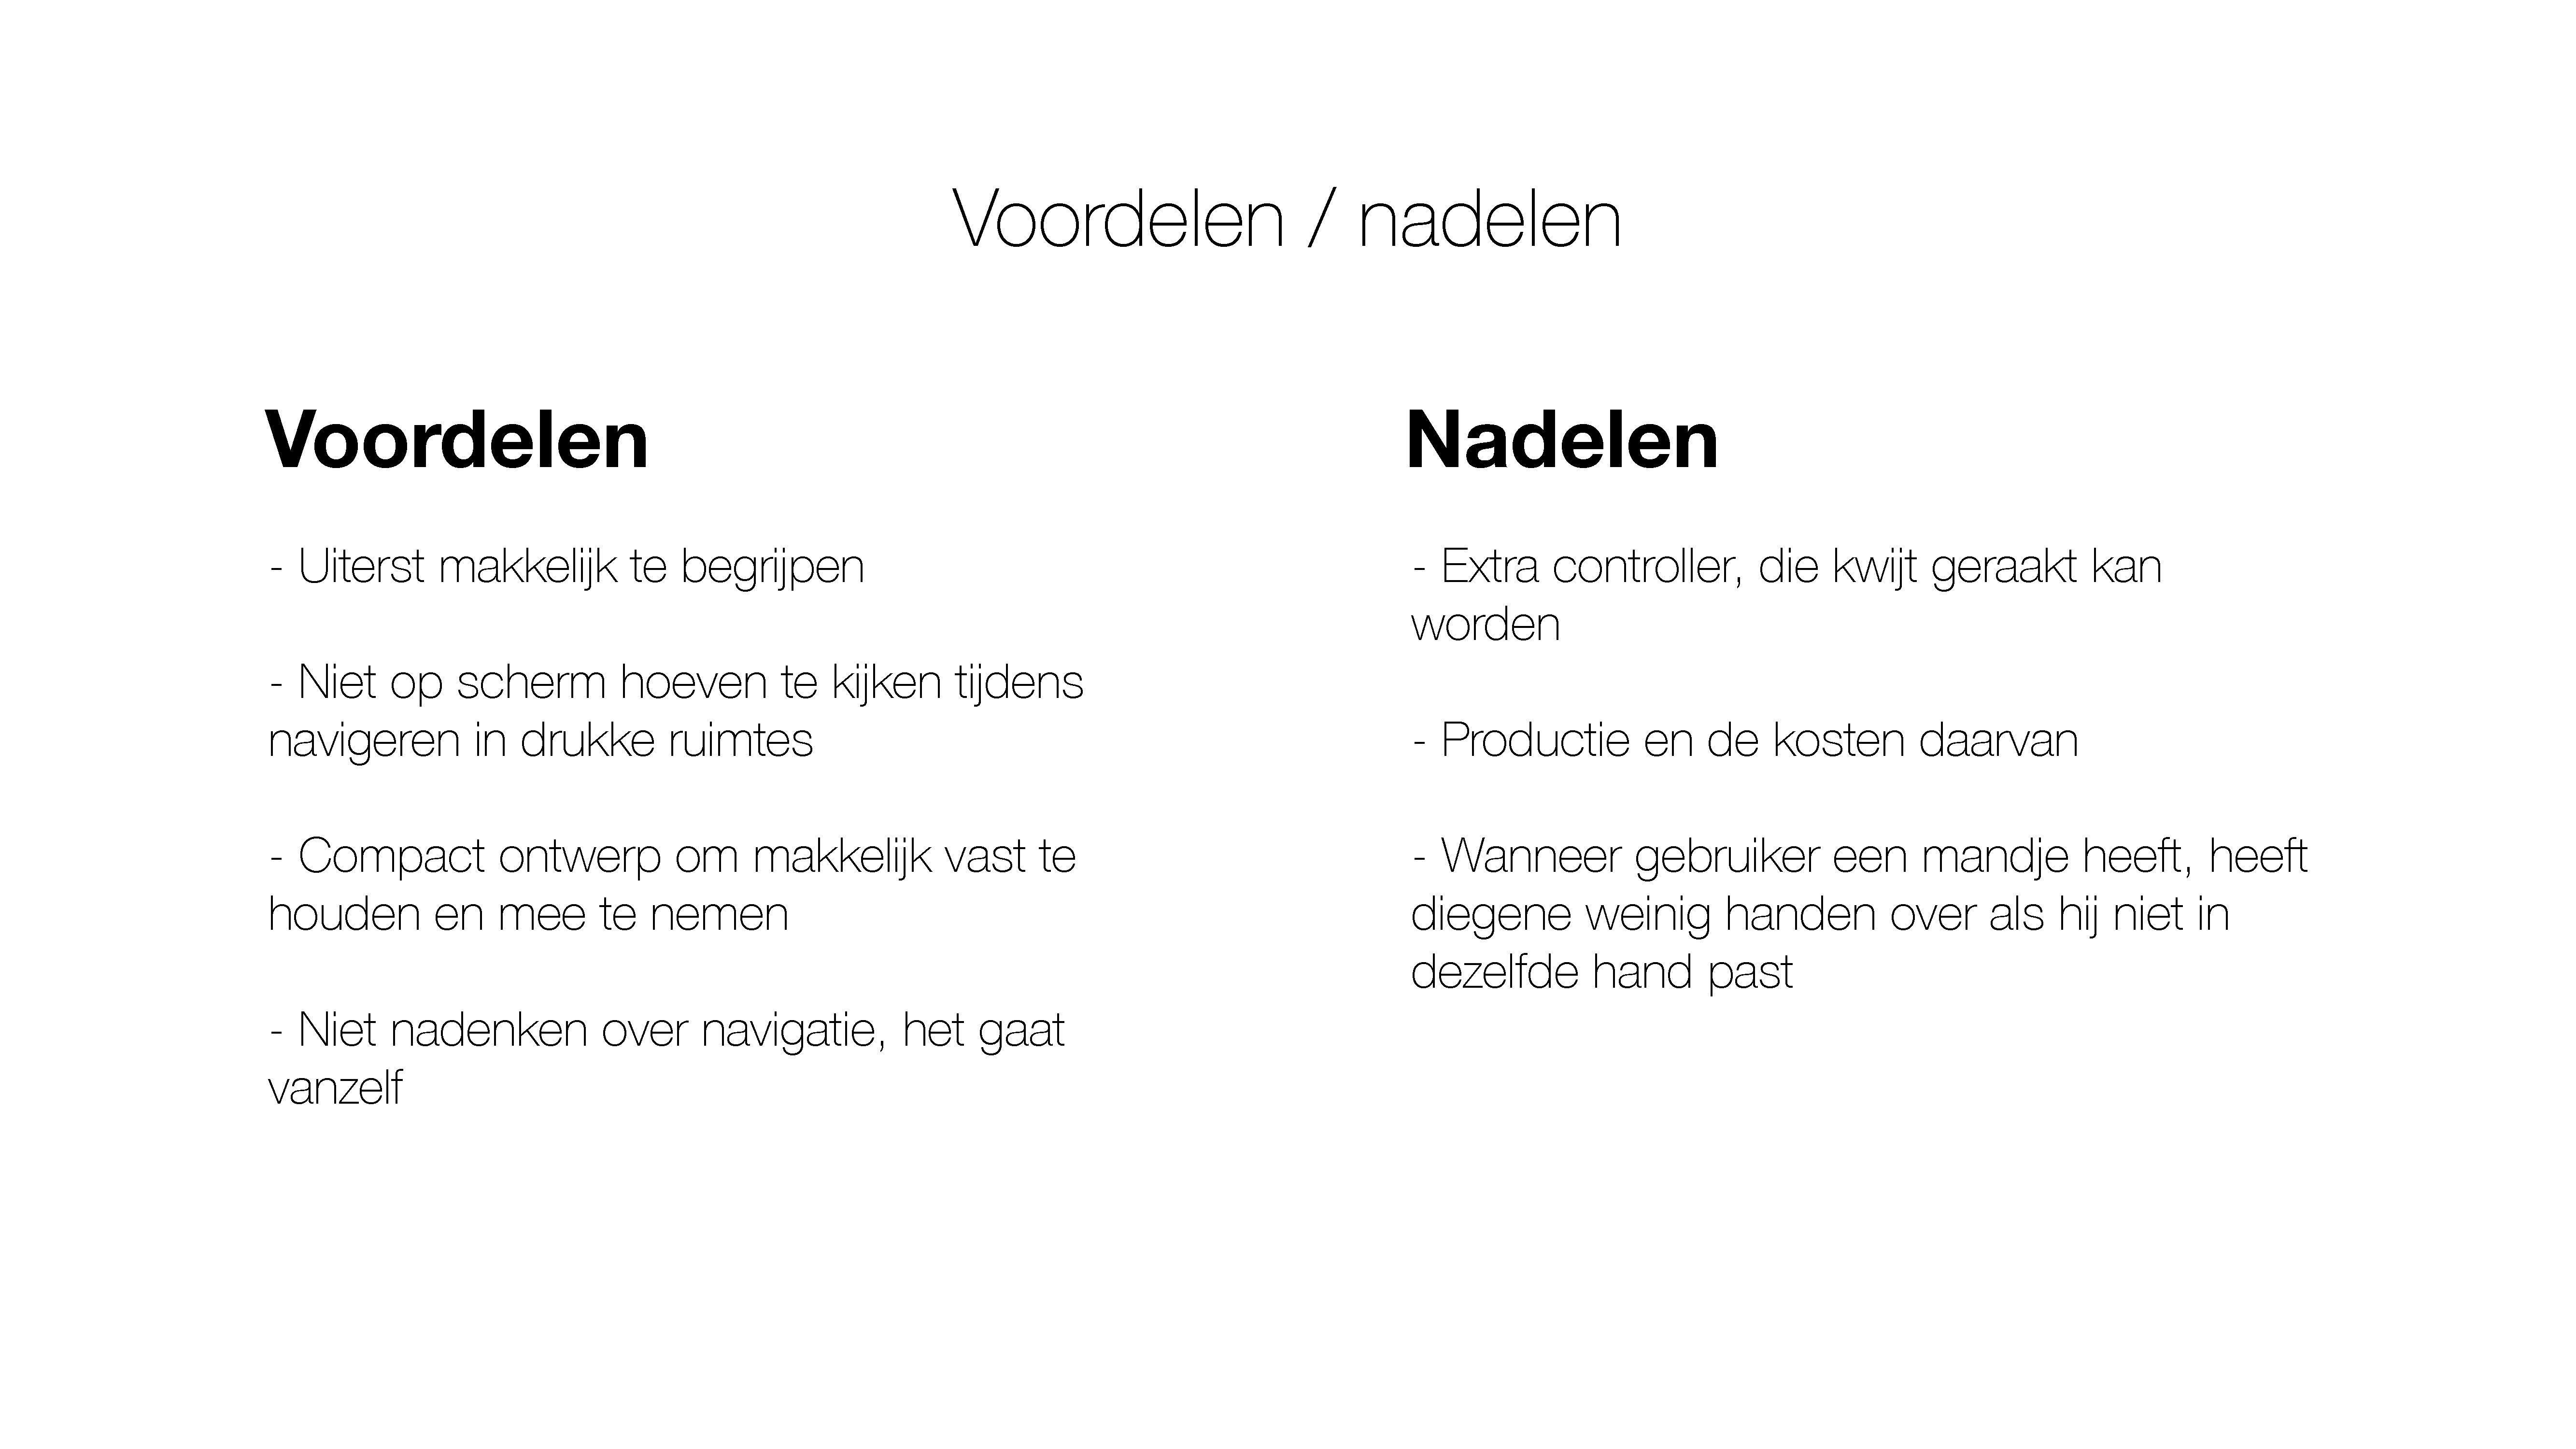 Voordelen / nadelen
Voordelen
- Uiterst makkelijk te begrijpen
- Niet op scherm hoeven te kijken tijdens
navigeren in drukke ruimtes
- Compact ontwerp om makkelijk vast te
houden en mee te nemen
- Niet nadenken over navigatie, het gaat
vanzelf
Nadelen
- Extra controller, die kwijt geraakt kan
worden
- Productie en de kosten daarvan
- Wanneer gebruiker een mandje heeft, heeft
diegene weinig handen over als hij niet in
dezelfde hand past